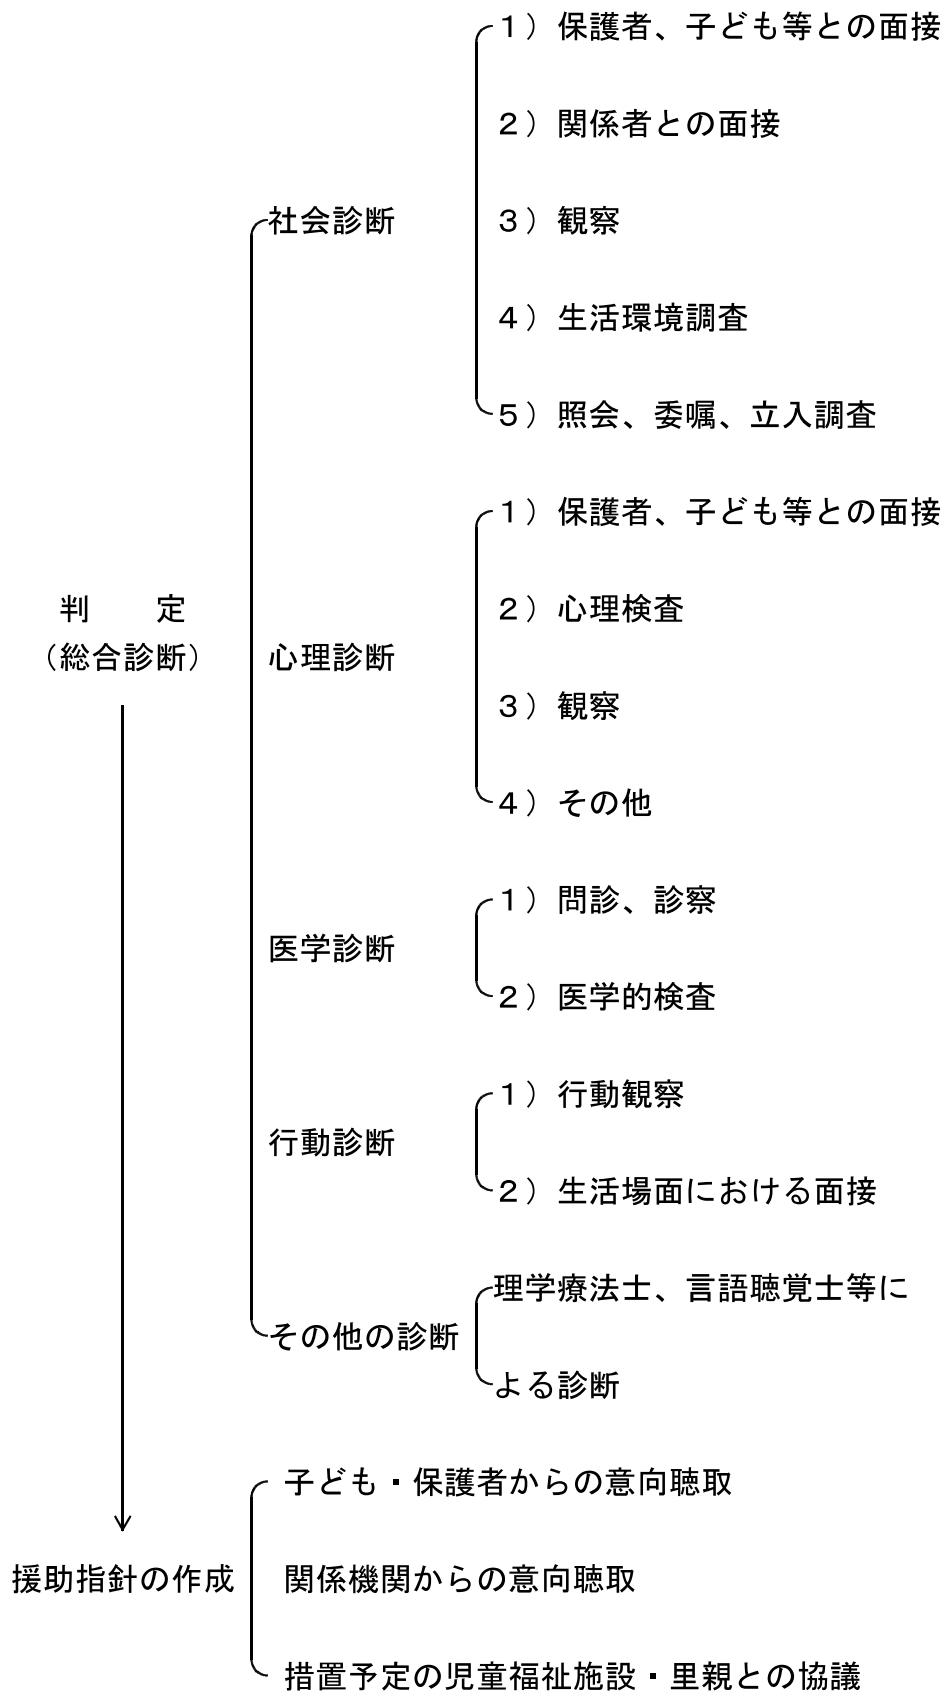 １）保護者、子ども等との面接
２）関係者との面接
社会診断
３）観察
４）生活環境調査
５）照会、委嘱、立入調査
１）保護者、子ども等との面接
判　　定
２）心理検査
（総合診断）
心理診断
３）観察
４）その他
１）問診、診察
医学診断
２）医学的検査
１）行動観察
行動診断
２）生活場面における面接
理学療法士、言語聴覚士等に
その他の診断
よる診断
子ども・保護者からの意向聴取
援助指針の作成
関係機関からの意向聴取
措置予定の児童福祉施設・里親との協議